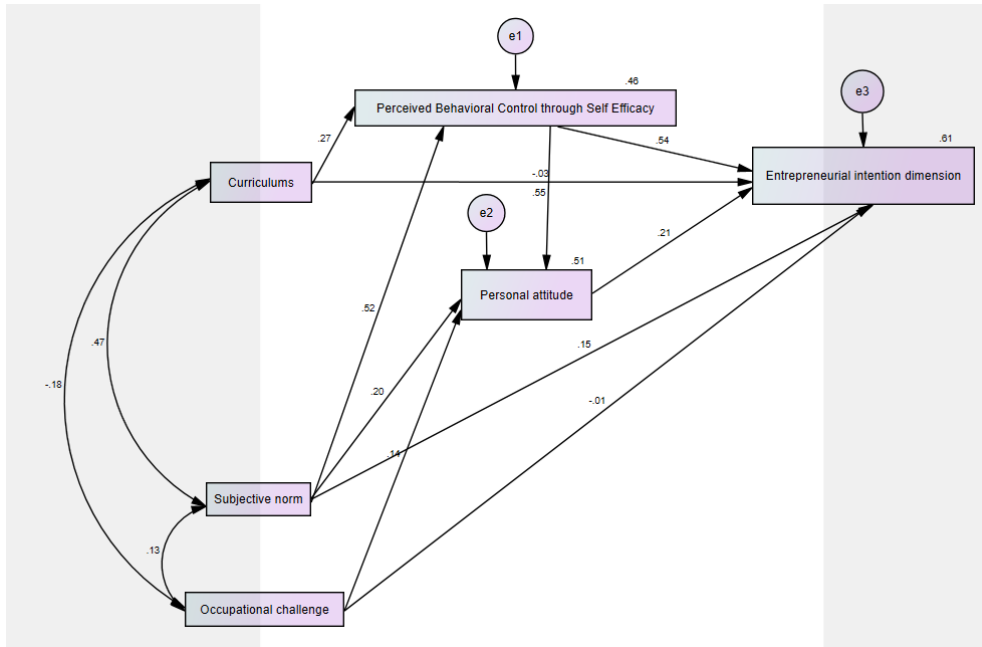 e1
.46
Perceived Behavioral Control through Self Efficacy
e3
.27
.54
.61
Curriculums
-.03
Entrepreneurial intention dimension
.55
e2
.21
.51
Personal attitude
.52
.47
.15
-.18
.20
-.01
.14
Subjective norm
.13
Occupational challenge